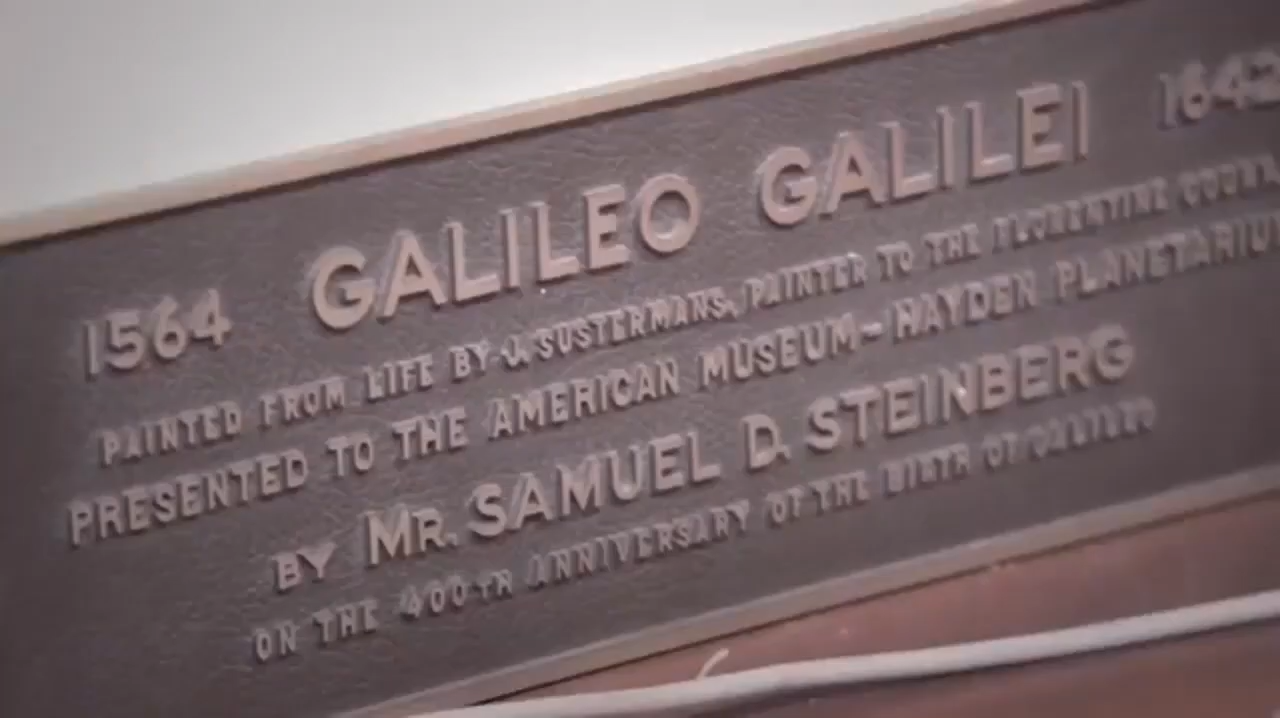 1564 GALILEO GALILEI 1642
PAINTED FROM LIFE BY J. SUSTERMANS, PAINTER TO THE FLORENTINE COURT,
PRESENTED TO THE AMERICAN MUSEUM-HAYDEN PLANETARIU
BY MR. SAMUEL D. STEINBERG
ON THE 400TH ANNIVERSARY OF THE BIRTH OF GALILEO